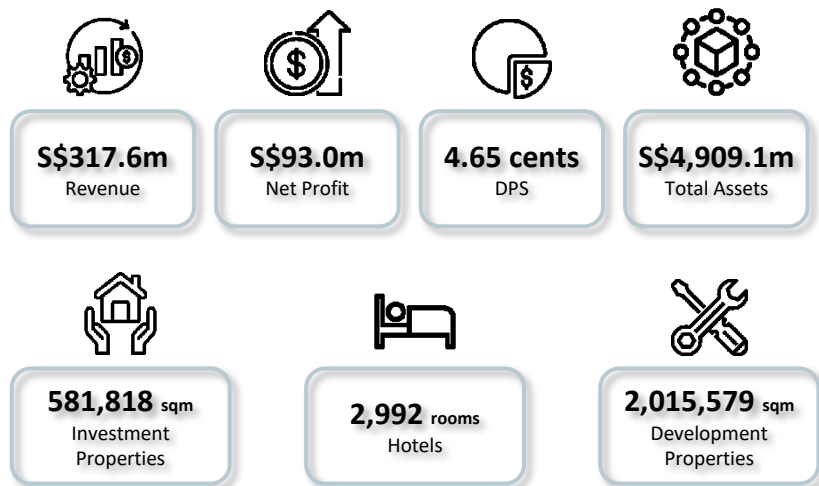 S$317.6m
Revenue
S$93.0m
Net Profit
4.65 cents
DPS
S$4,909.1m
Total Assets
581,818 sqm
Investment
Properties
2,992 rooms
Hotels
2,015,579 sqm
Development
Properties